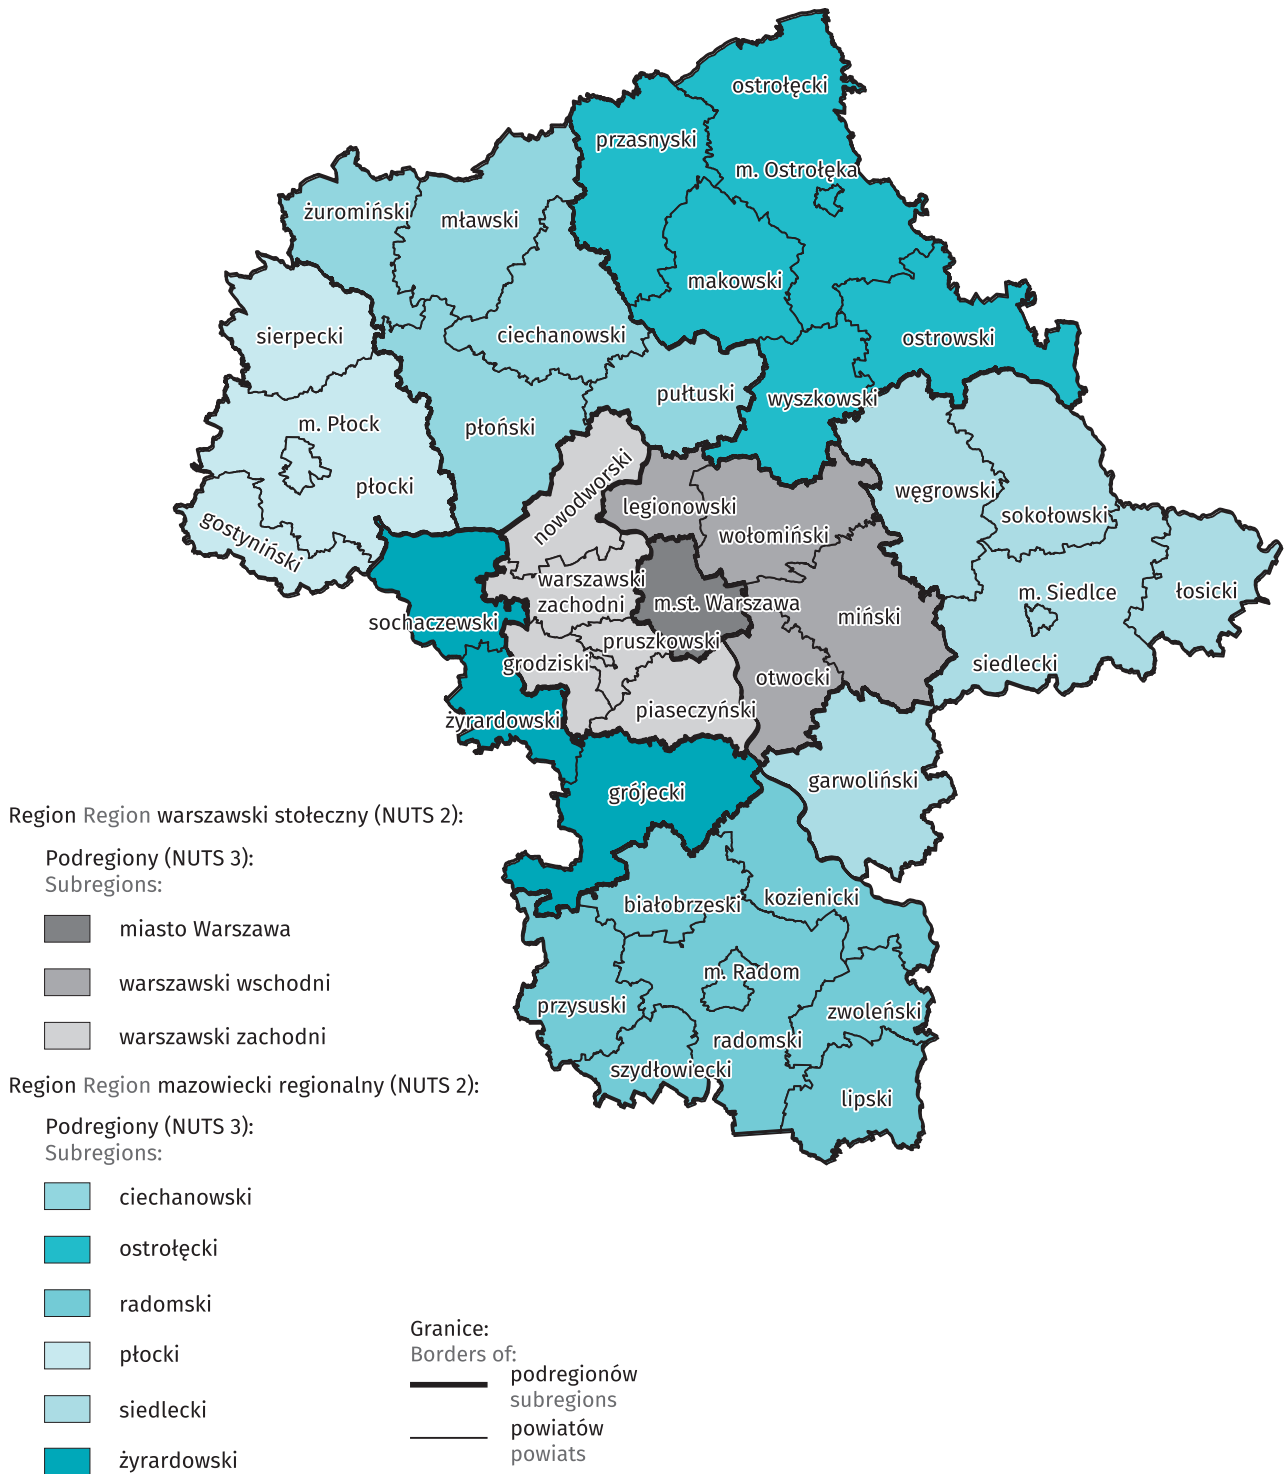 ostrołęcki
przasnyski
m. Ostrołęka
żuromiński
mławski
makowski
sierpecki
ciechanowski
ostrowski
pułtuski
wyszkowski
m. Płock
płoński
płocki
nowodworski
legionowski
węgrowski
sokołowski
gostyniński
wołomiński
warszawski
zachodni
m.st. Warszawa
m. Siedlce
łosicki
sochaczewski
miński
pruszkowski
grodziski
siedlecki
otwocki
żyrardowski
piaseczyński
garwoliński
grójecki
białobrzeski
kozienicki
m. Radom
przysuski
zwoleński
radomski
szydłowiecki
lipski
Region Region warszawski stołeczny (NUTS 2):
Podregiony (NUTS 3):
Subregions:
miasto Warszawa
warszawski wschodni
warszawski zachodni
Region Region mazowiecki regionalny (NUTS 2):
Podregiony (NUTS 3):
Subregions:
ciechanowski
ostrołęcki
radomski
płocki
siedlecki
żyrardowski
Granice:
Borders of:
podregionów
subregions
powiatów
powiats